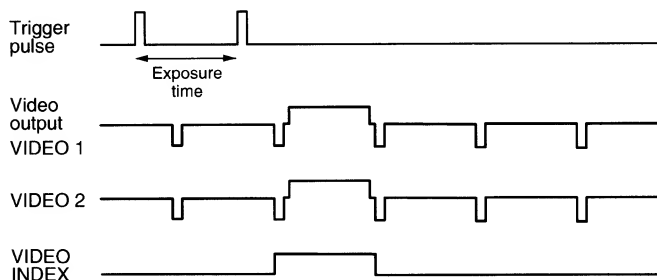 Trigger
pulse
Exposure
time
Video
output
VIDEO 1
VIDEO 2
VIDEO
INDEX